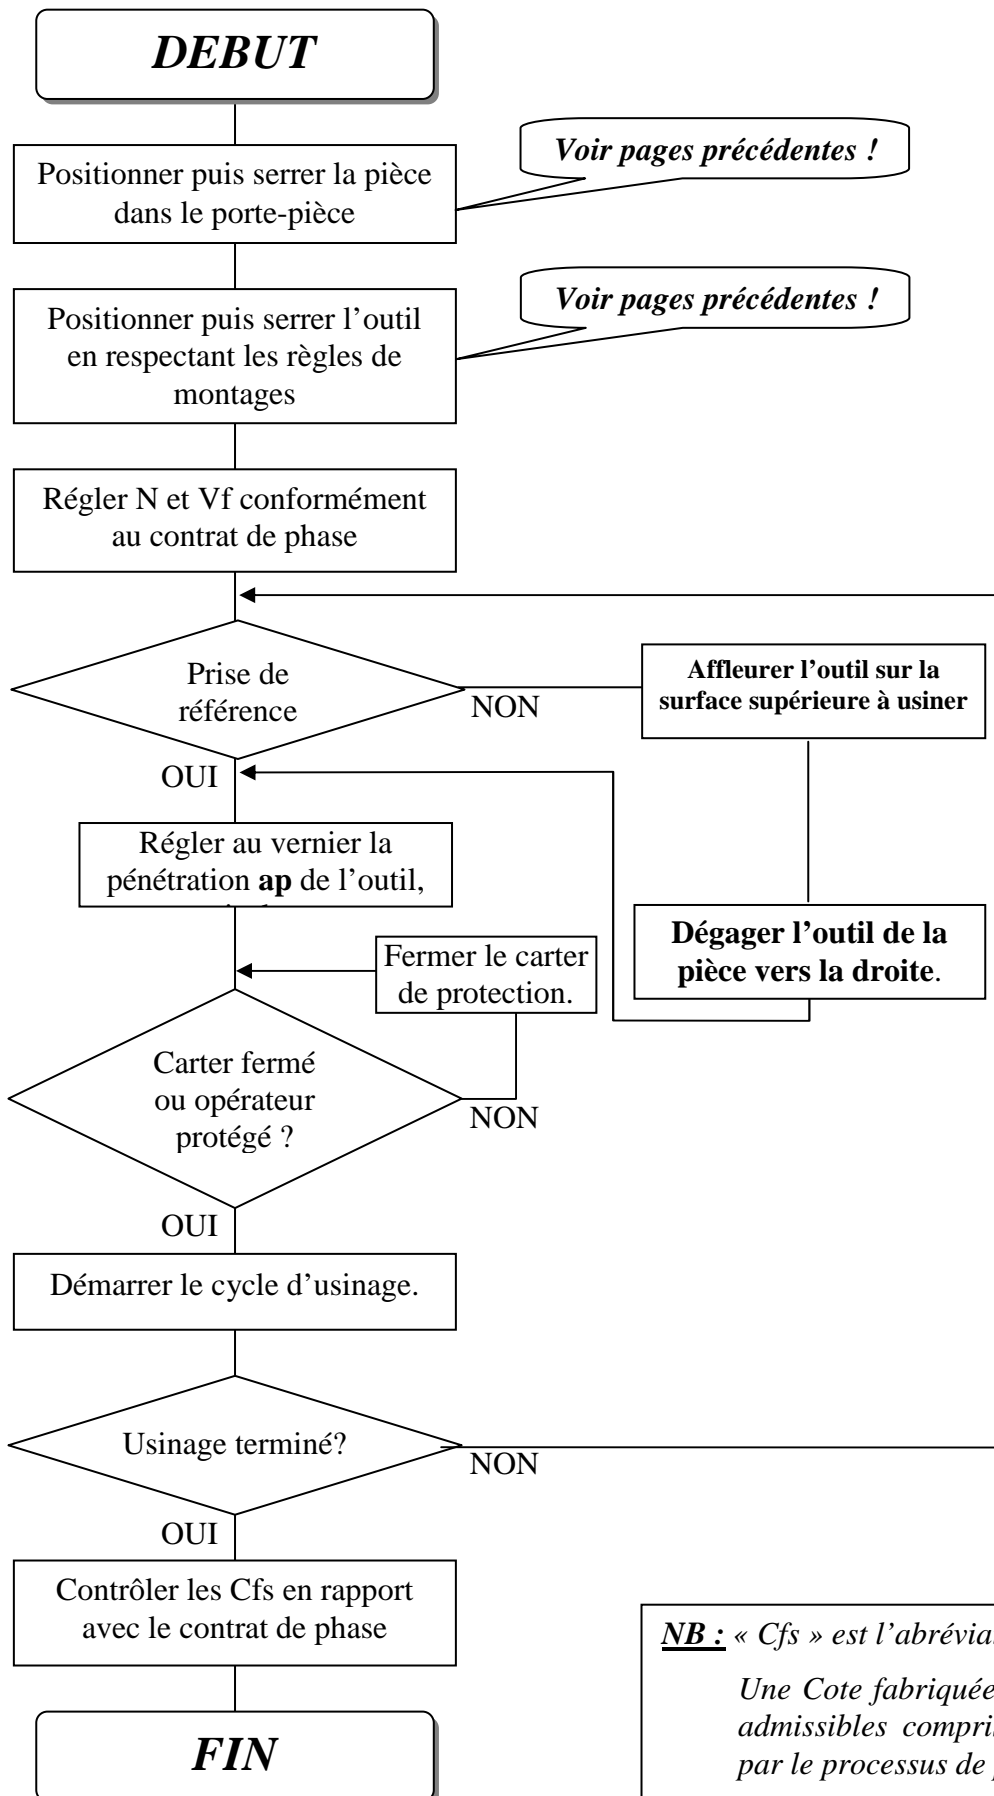 DEBUT
Voir pages précédentes !
Positionner puis serrer la pièce
dans le porte-pièce
Voir pages précédentes !
Positionner puis serrer l’outil
en respectant les règles de
montages
Régler N et Vf conformément
au contrat de phase
Prise de
référence
NON
Affleurer l’outil sur la
surface supérieure à usiner
OUI
Régler au vernier la
pénétration ap de l’outil,
Dégager l’outil de la
pièce vers la droite.
Fermer le carter
de protection.
Carter fermé
ou opérateur
protégé ?
NON
OUI
Démarrer le cycle d’usinage.
Usinage terminé?
NON
OUI
Contrôler les Cfs en rapport
avec le contrat de phase
NB : « Cfs » est l’
Une Cote fabriquée
admissibles
par le processus de
FIN